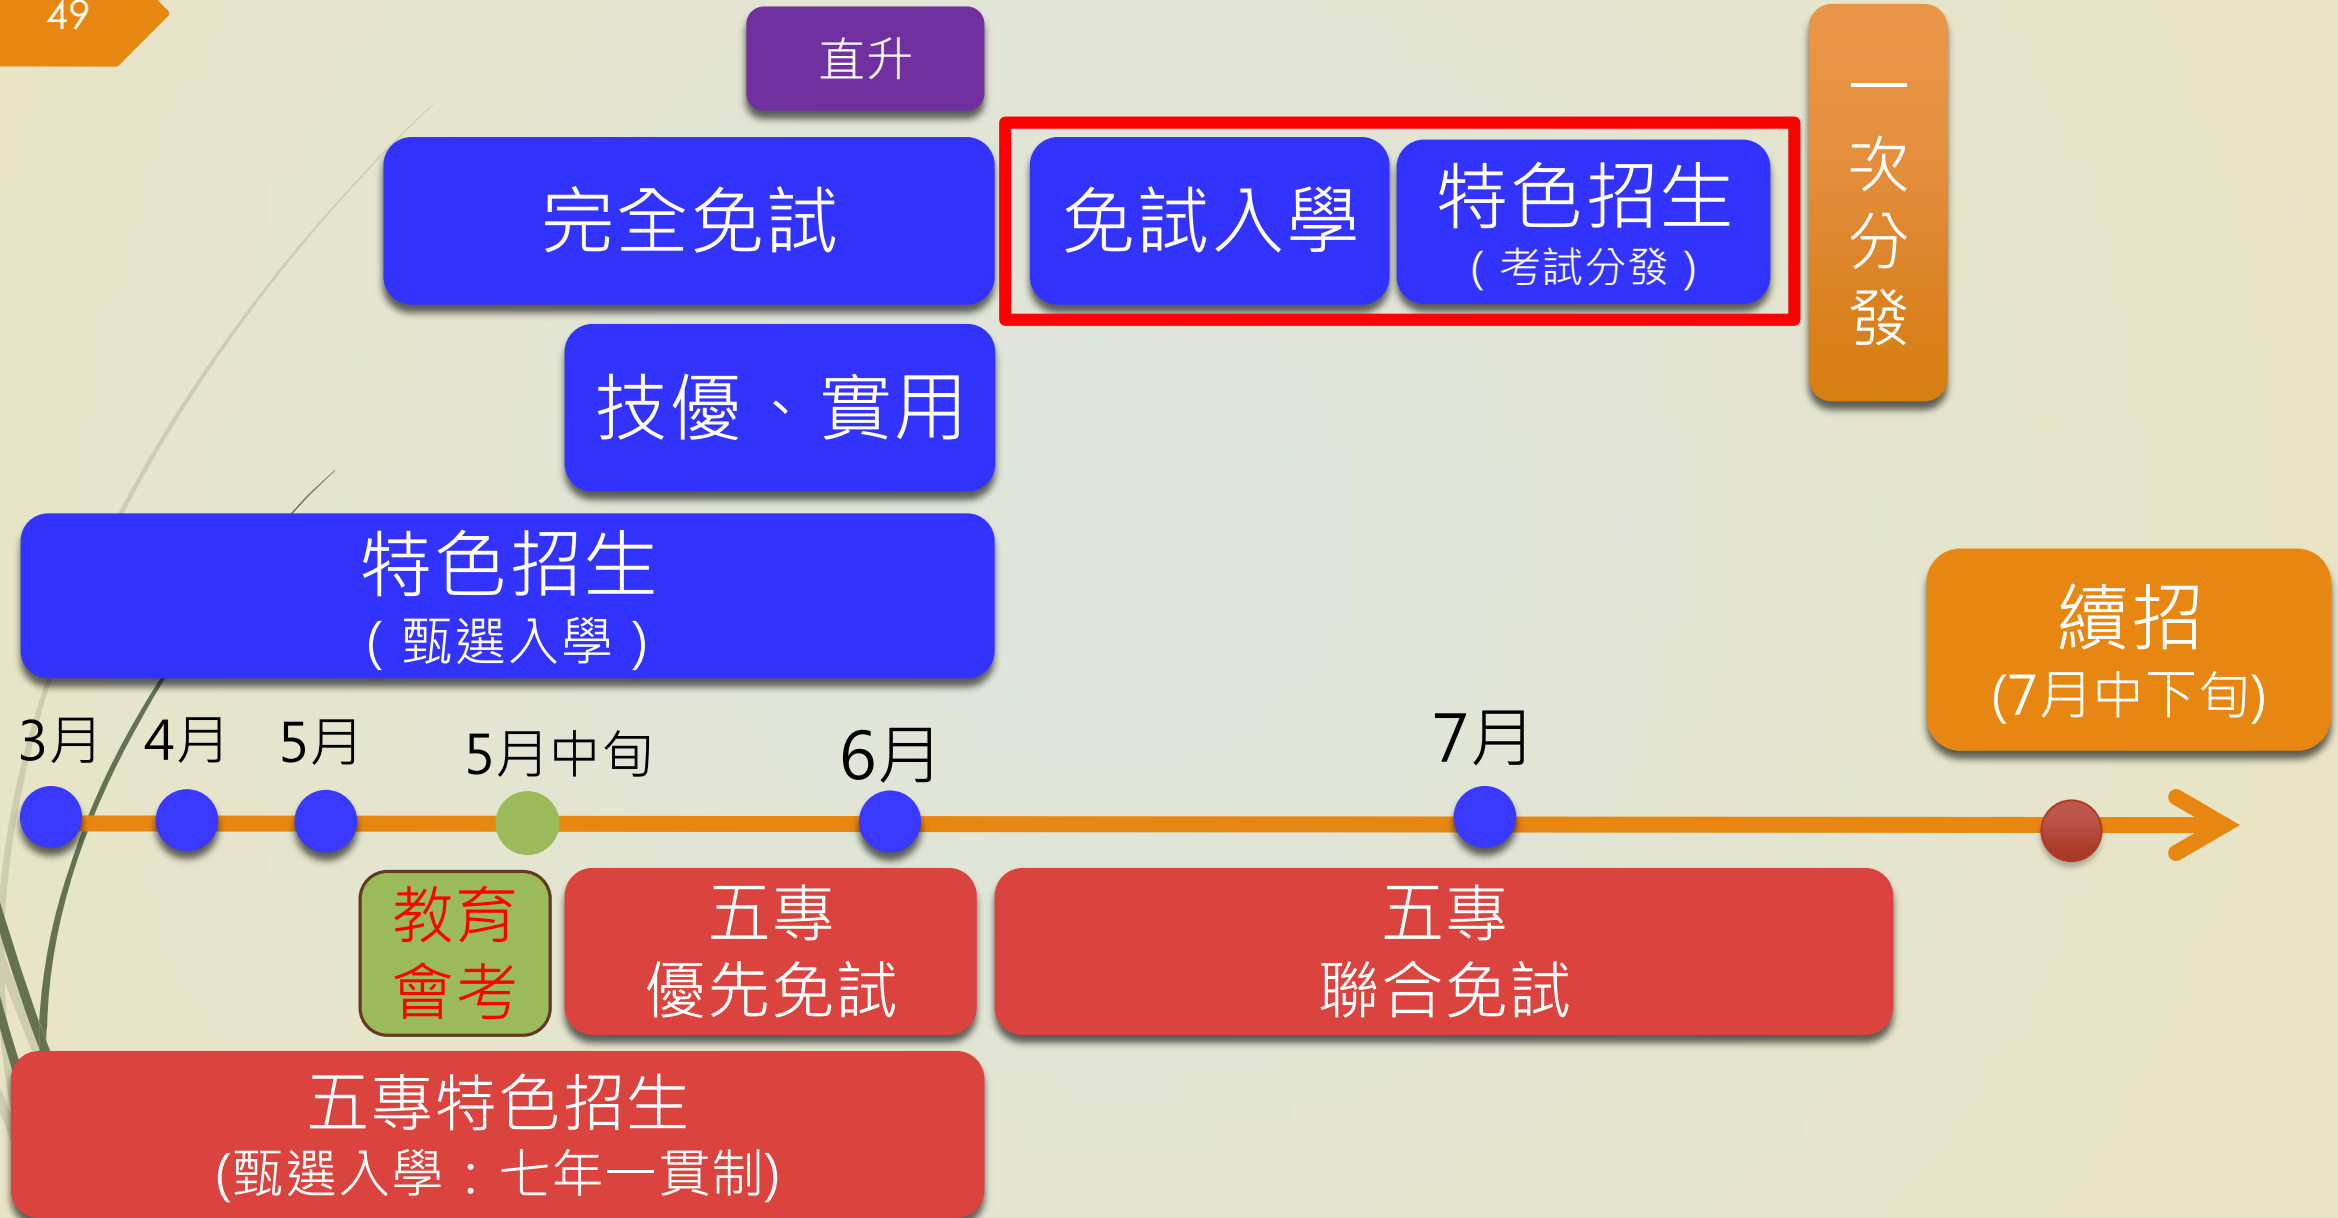 49
直升
完全免試
免試入學
特色招生
( 考試分發 )
一
次
分
發
技優、實用
特色招生
( 甄選入學 )
續招
(7月中下旬)
3月
4月
5月
5月中旬
6月
7月
教育
會考
五專
優先免試
五專
聯合免試
五專特色招生
(甄選入學：七年一貫制)